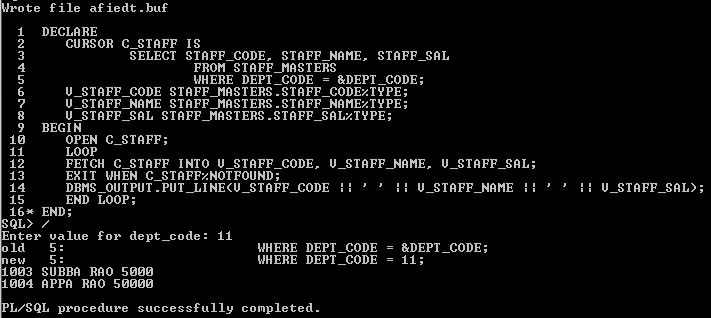 Wrote file afiedt.buf
  1  DECLARE
  2     CURSOR C_STAFF IS
  3             SELECT STAFF_CODE, STAFF_NAME, STAFF_SAL
  4                     FROM STAFF_MASTERS
  5                     WHERE DEPT_CODE = &DEPT_CODE;
  6     V_STAFF_CODE STAFF_MASTERS.STAFF_CODE%TYPE;
  7     V_STAFF_NAME STAFF_MASTERS.STAFF_NAME%TYPE;
  8     V_STAFF_SAL STAFF_MASTERS.STAFF_SAL%TYPE;
  9  BEGIN
 10     OPEN C_STAFF;
 11     LOOP
 12     FETCH C_STAFF INTO V_STAFF_CODE, V_STAFF_NAME, V_STAFF_SAL;
 13     EXIT WHEN C_STAFF%NOTFOUND;
 14     DBMS_OUTPUT.PUT_LINE(V_STAFF_CODE || ' ' || V_STAFF_NAME || ' ' || V_STAFF_SAL);
 15     END LOOP;
 16* END;
SQL> /
Enter value for dept_code: 11
old   5:                        WHERE DEPT_CODE = &DEPT_CODE;
new   5:                        WHERE DEPT_CODE = 11;
1003 SUBBA RAO 5000
1004 APPA RAO 50000
PL/SQL procedure successfully completed.